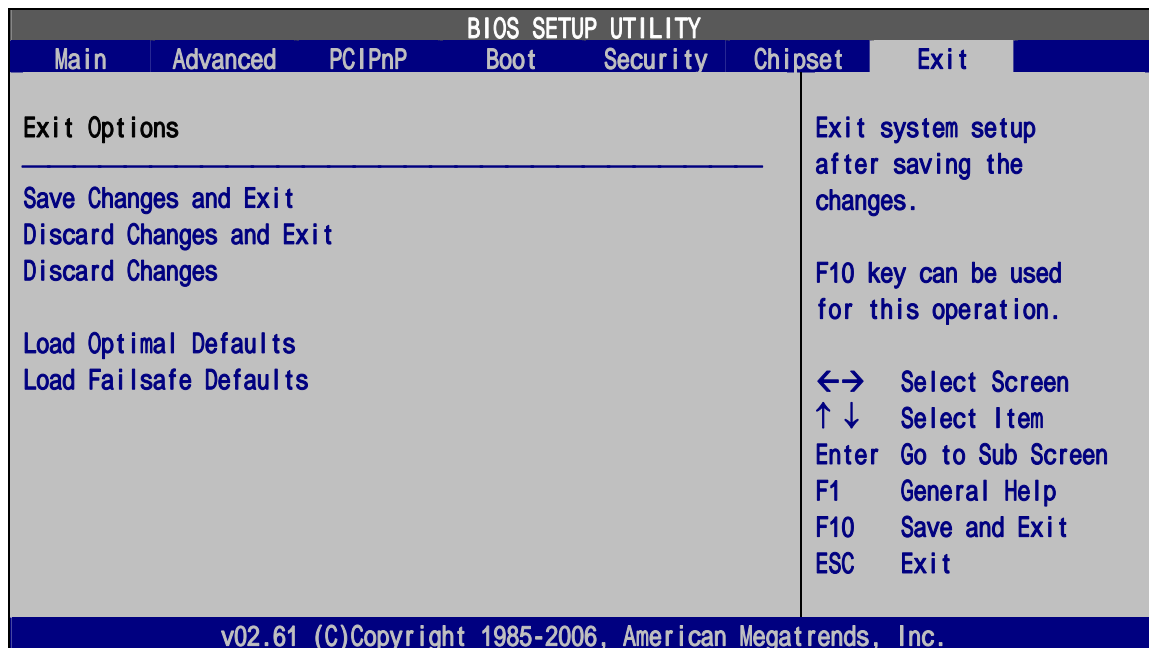 BIOS SETUP UTILITY
Main Advanced PCIPnP Boot Security Chipset Exit
Exit Options
Save Changes and Exit
Discard Changes and Exit
Discard Changes
Load Optimal Defaults
Load Failsafe Defaults
Exit system setup
after saving the
changes.
F10 key can be used
for this operation.
←→ Select Screen
↑↓ Select Item
Enter Go to Sub Screen
F1 General Help
F10 Save and Exit
ESC Exit
v02.61 (C)Copyright 1985-2006, American Megatrends, Inc.